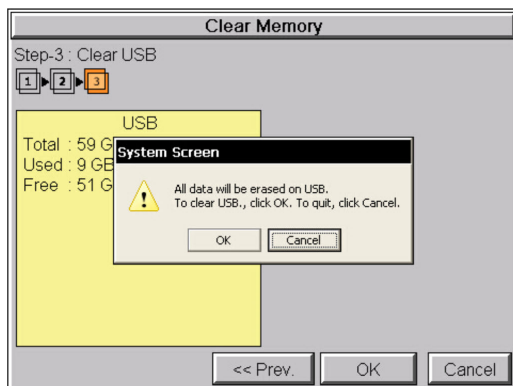 Clear Memory
Step-3 : Clear USB
1 2 3
USB
Total : 59 G
Used : 9 GB
Free : 51 G
System Screen
All data will be erased on USB.
To clear USB., click OK. To quit, click Cancel.
OK Cancel
<< Prev. OK Cancel